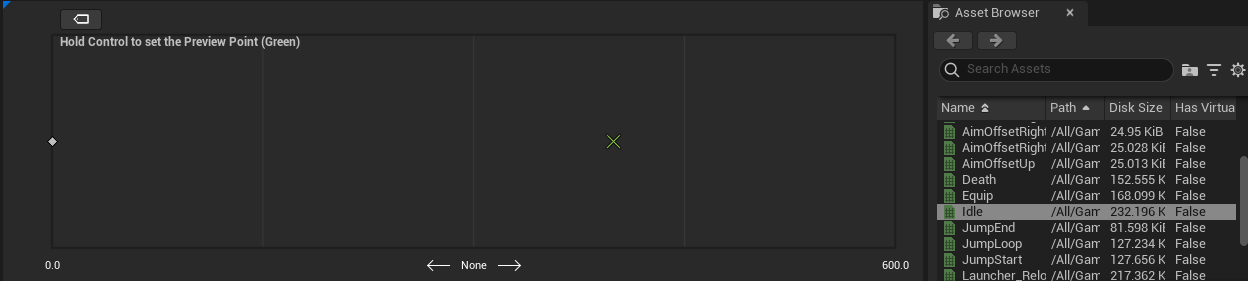 Hold Control to set the Preview Point (Green)
0.0
None
600.0
Asset Browser
Search Assets
Name Path Disk Size Has Virtua
AimOffsetRight /All/Gam 24.95 KiB False
AimOffsetRight /All/Gam 25.028 KiB False
AimOffsetUp /All/Gam 25.013 KiB False
Death /All/Gam 152.555 K False
Equip /All/Gam 168.099 K False
Idle /All/Gam 232.196 K False
JumpEnd /All/Gam 81.598 KiB False
JumpLoop /All/Gam 127.234 K False
JumpStart /All/Gam 127.656 K False
Launcher_Relo /All/Gam 217.362 K False